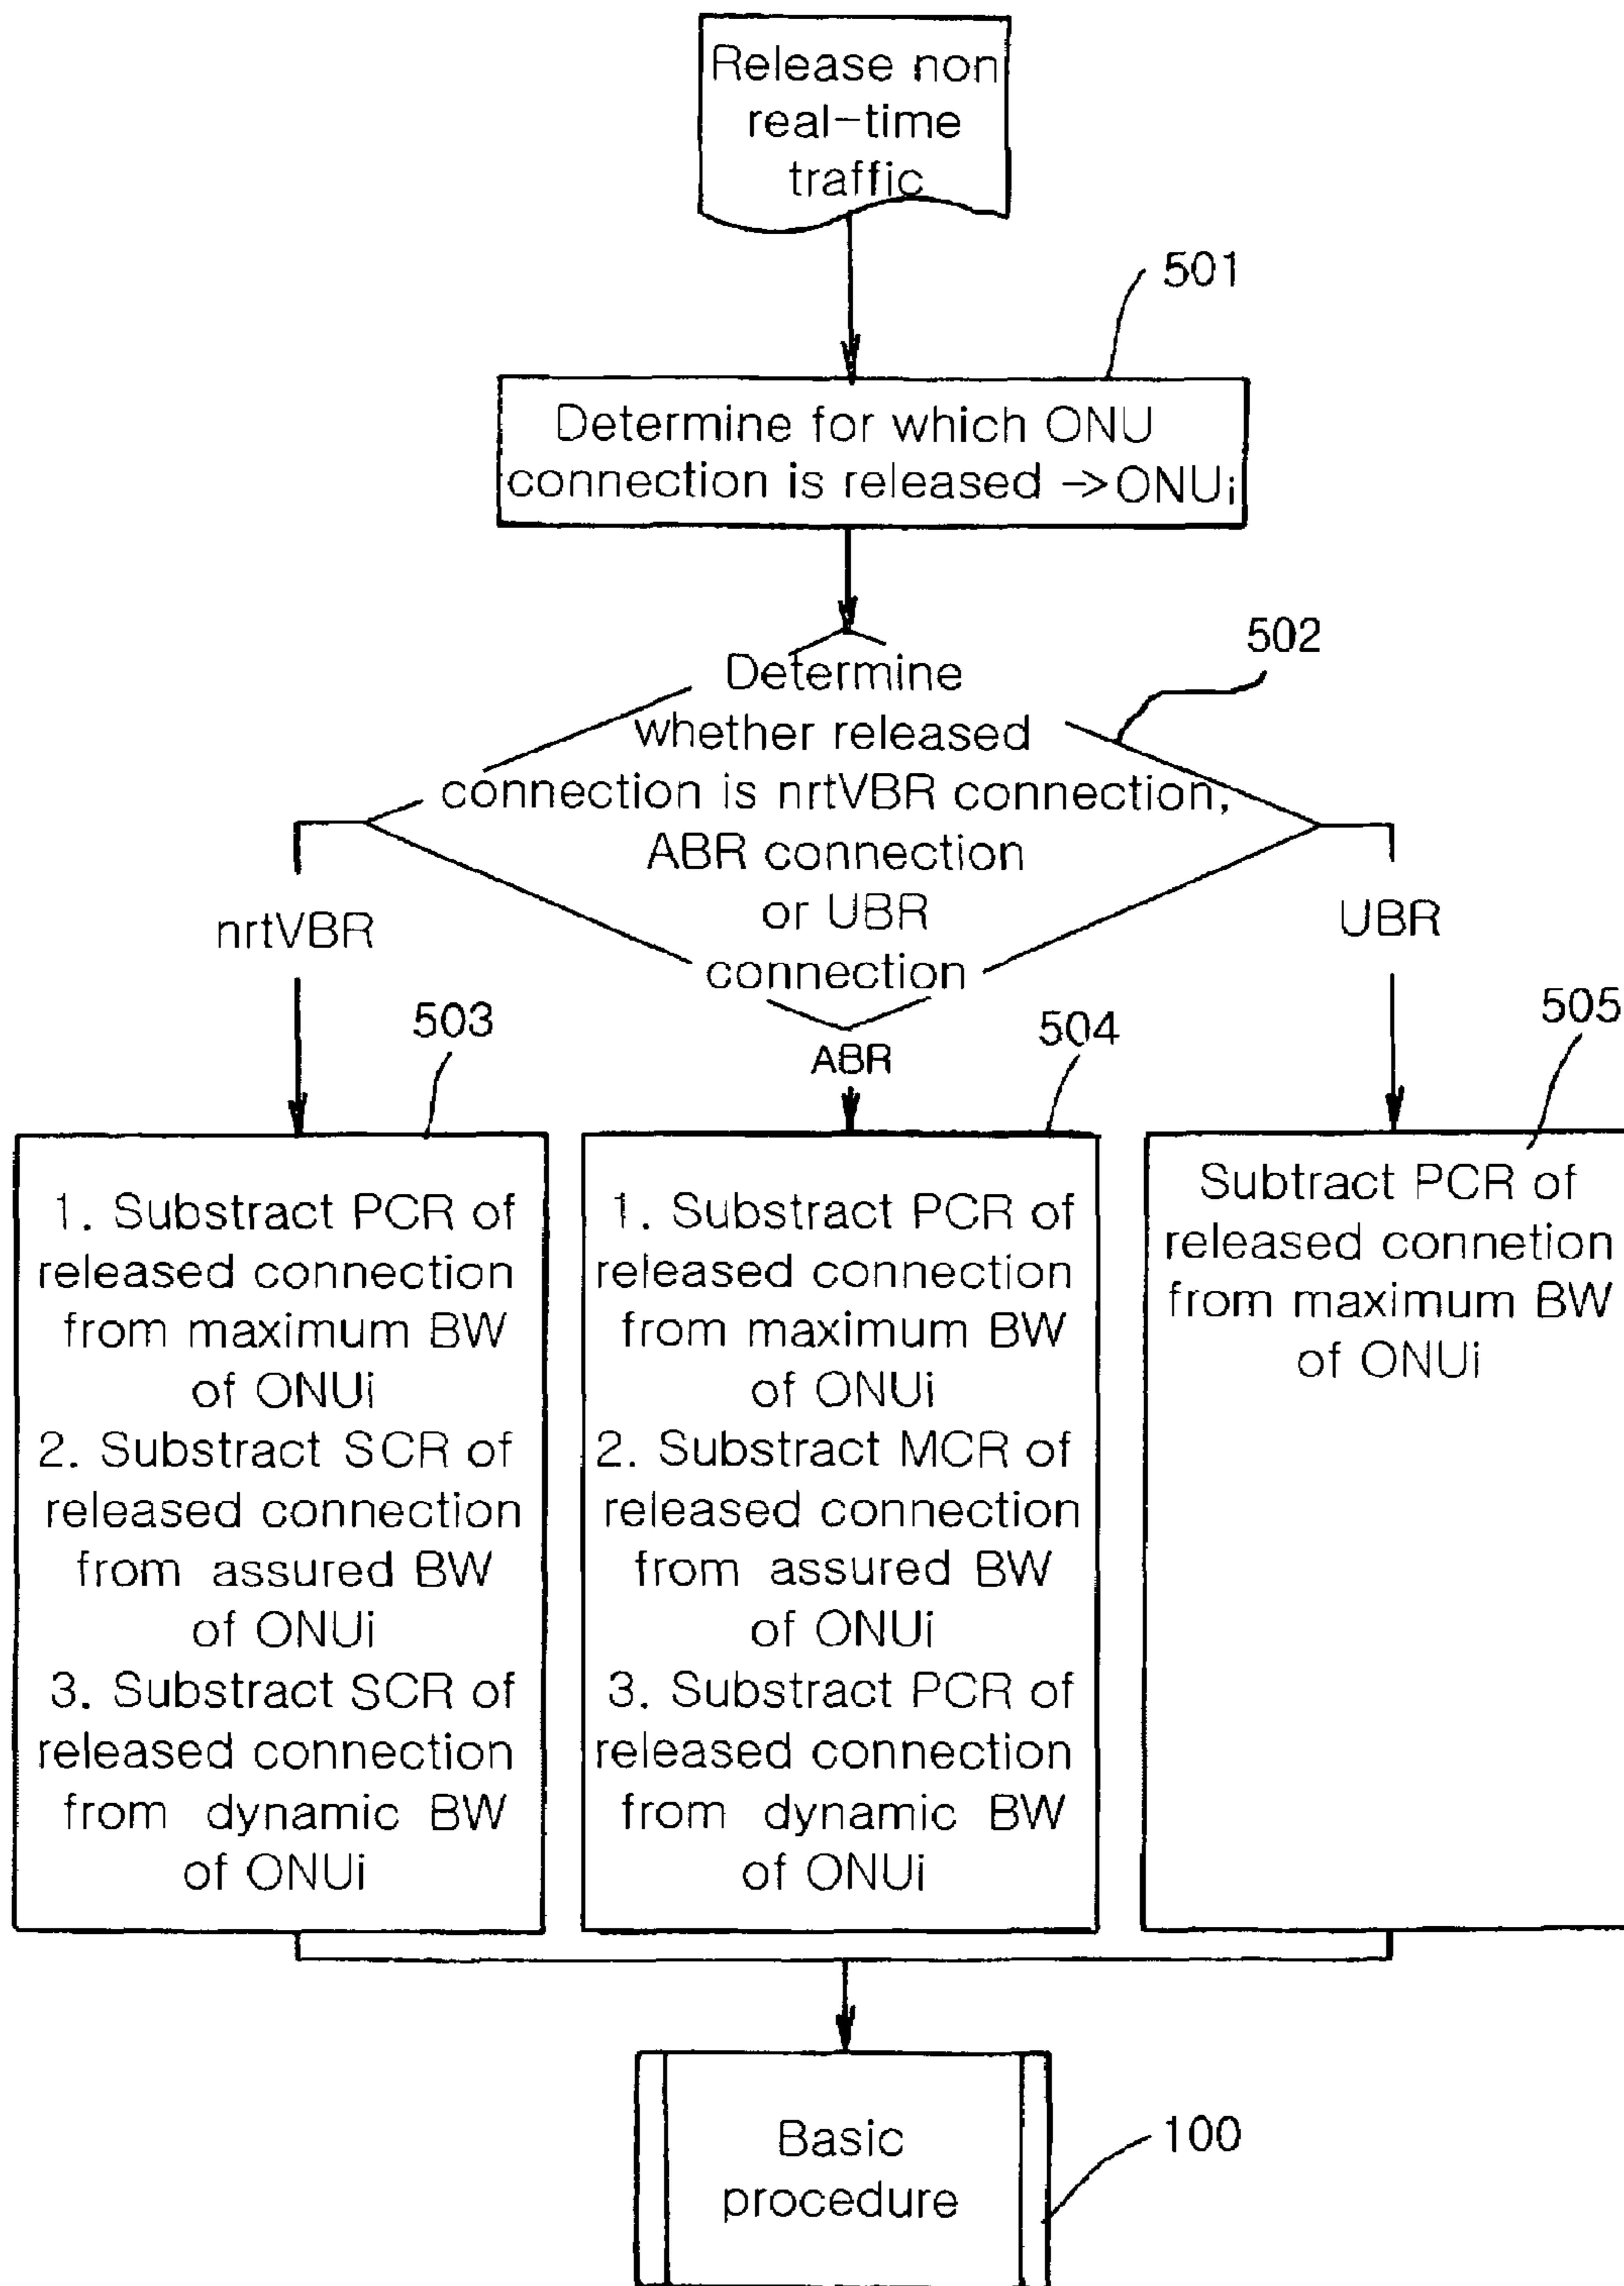 Release non
real-time
traffic
501
Determine for which ONU
connection is released ->ONUi
502
Determine
whether released
connection is nrtVBR connection,
ABR connection
or UBR
connection
nrtVBR
UBR
ABR
503
504
505
1. Substract PCR of
released connection
from maximum BW
of ONUi
2. Substract SCR of
released connection
from assured BW
of ONUi
3. Substract SCR of
released connection
from dynamic BW
of ONUi
1. Substract PCR of
released connection
from maximum BW
of ONUi
2. Substract MCR of
released connection
from assured BW
of ONUi
3. Substract PCR of
released connection
from dynamic BW
of ONUi
Subtract PCR of
released connetion
from maximum BW
of ONUi
Basic
procedure
100